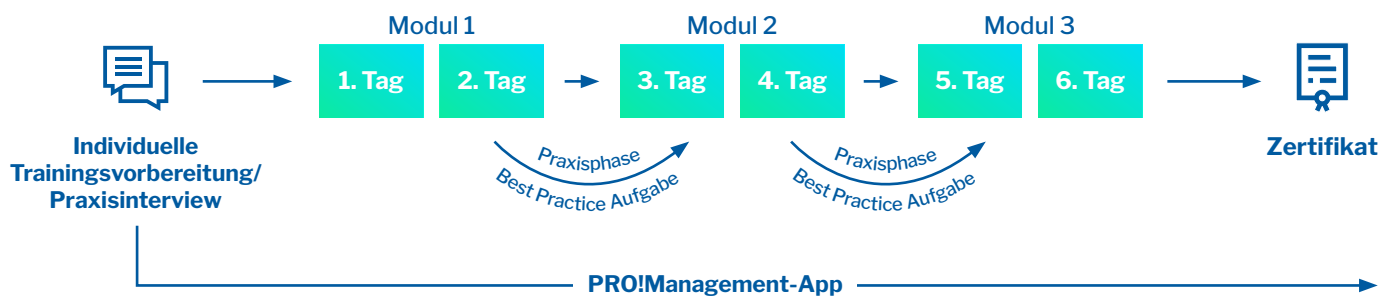 Modul 1
Modul 2
Modul 3
1. Tag
2. Tag
3. Tag
4. Tag
5. Tag
6. Tag
Individuelle
Trainingsvorbereitung/
Praxisinterview
Praxisphase
Best Practice Aufgabe
Praxisphase
Best Practice Aufgabe
Zertifikat
PRO!Management-App